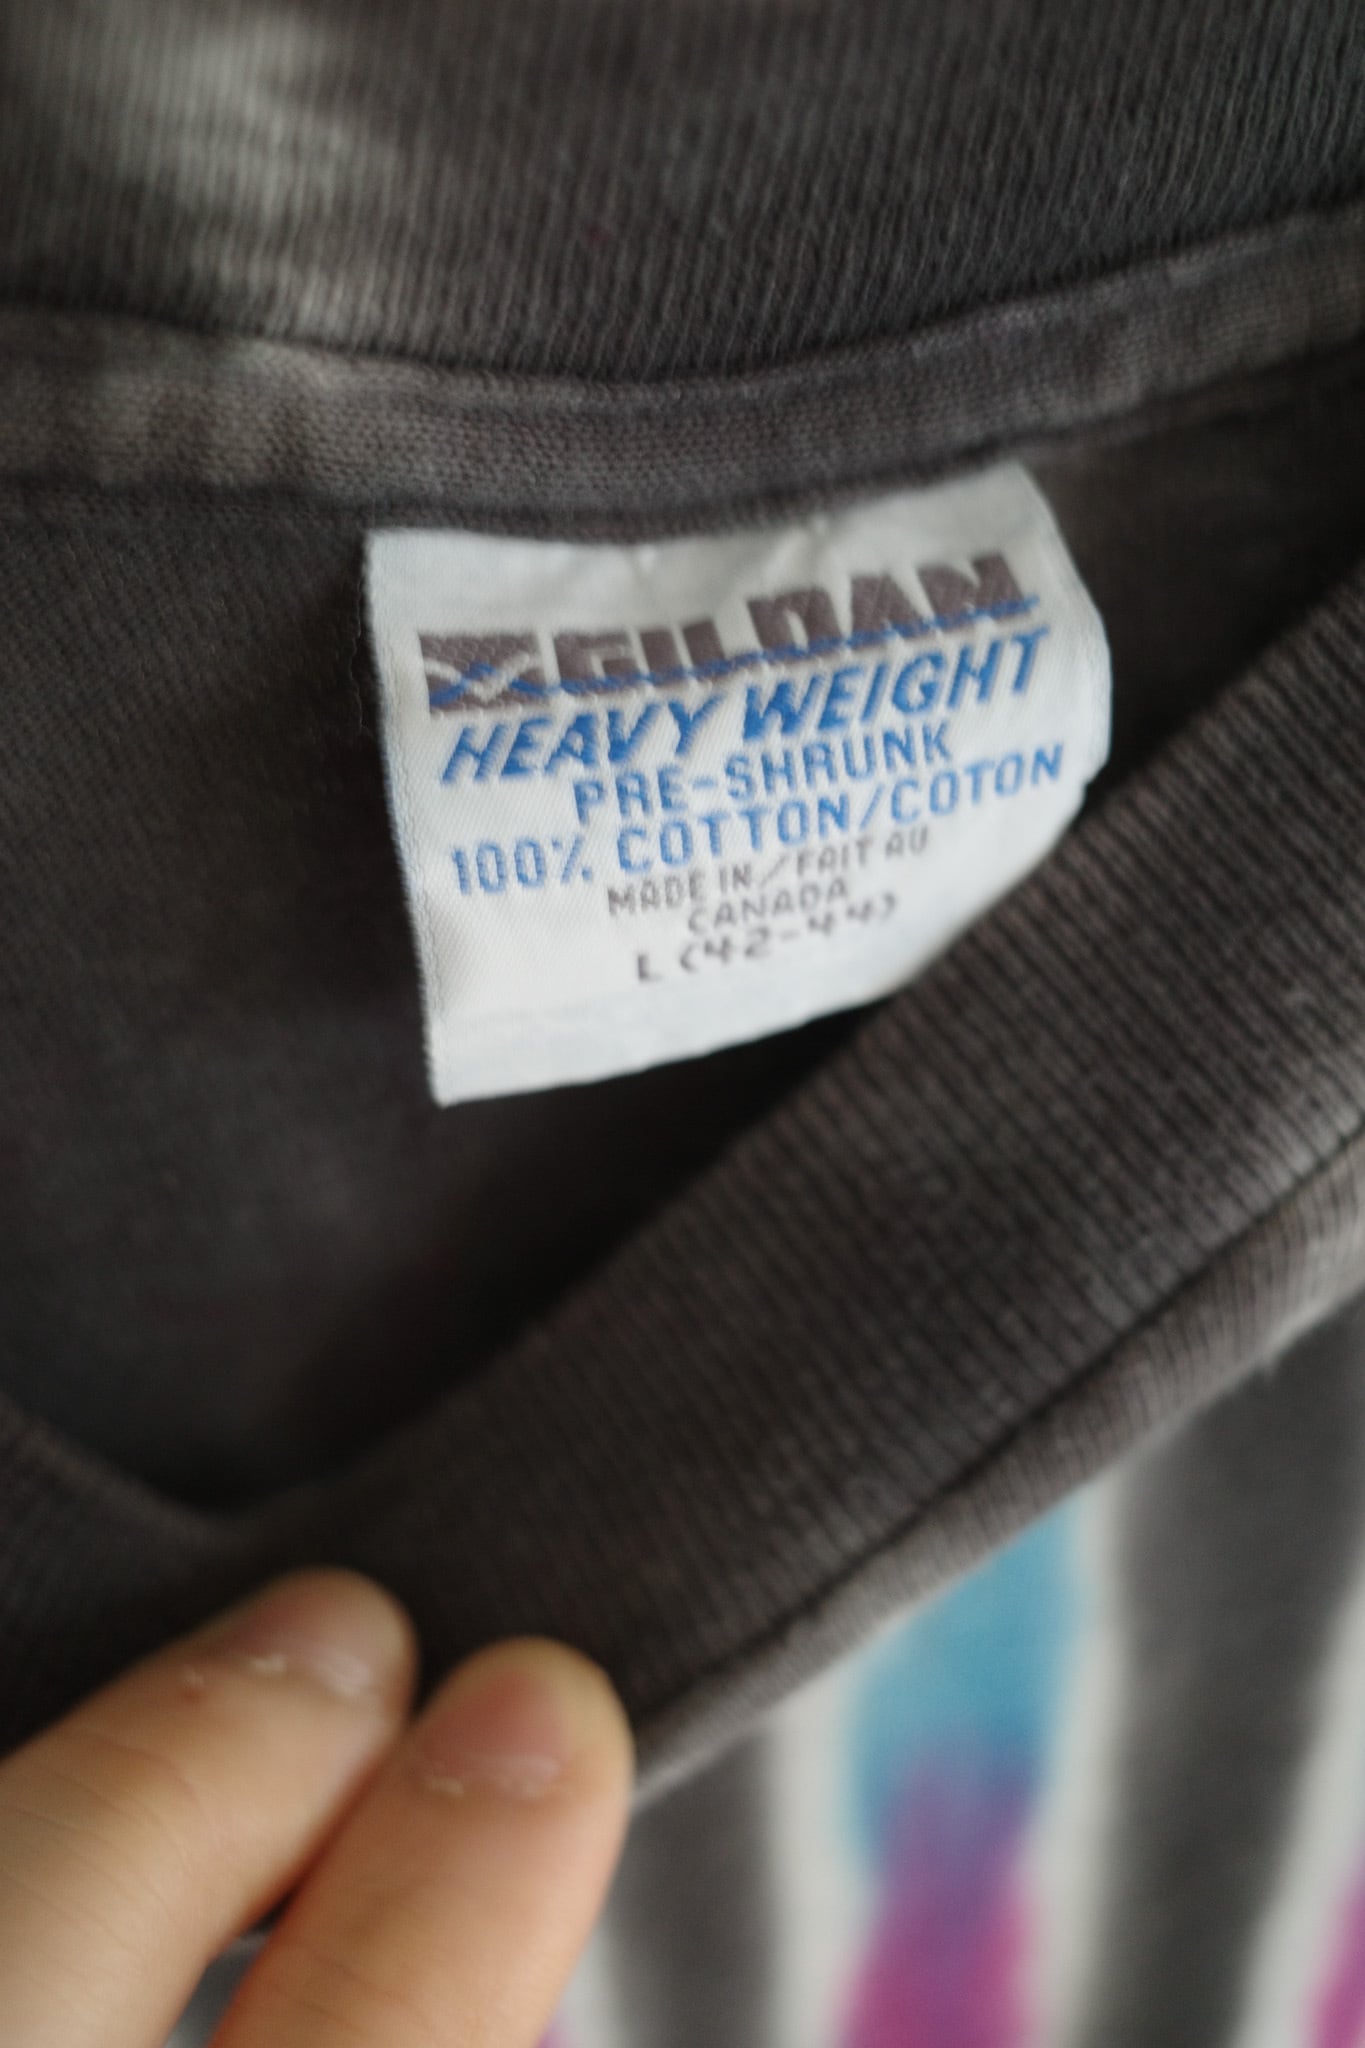 GILDAN
HEAVY WEIGHT
PRE-SHRUNK
100% COTTON/COTON
MADE IN/FAIT AU
CANADA
L (42-44)